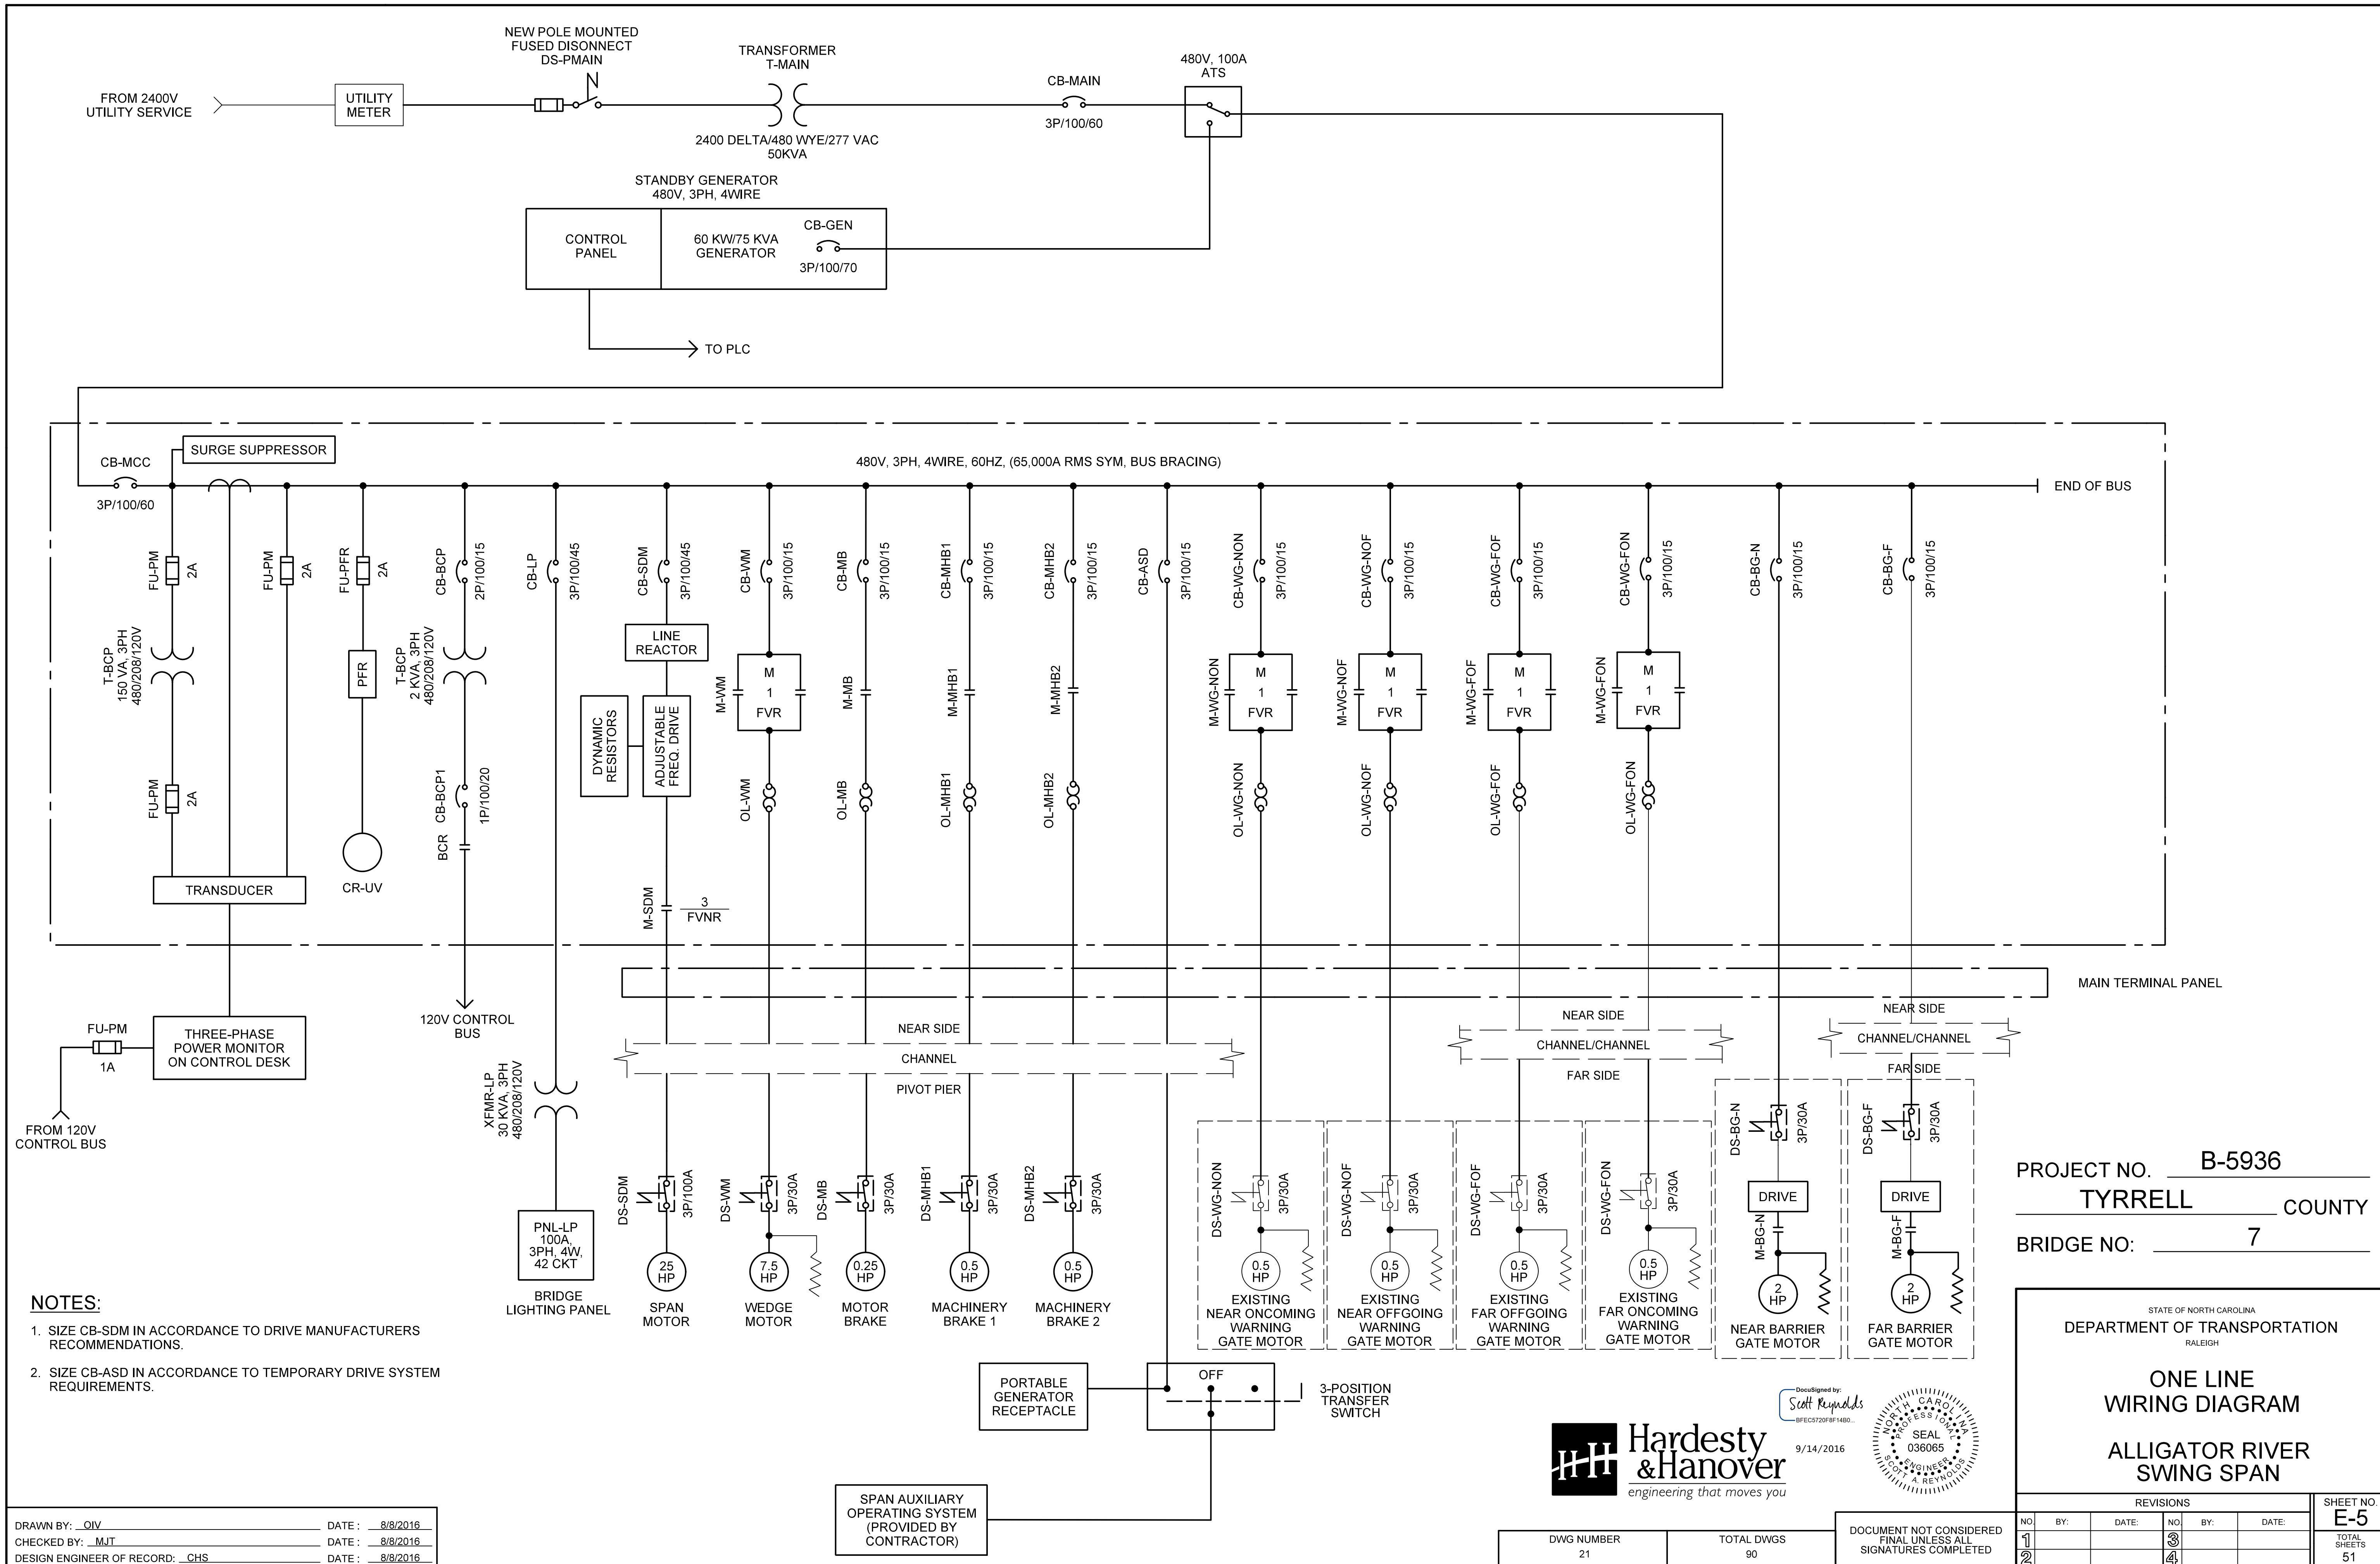 NEW POLE MOUNTED
FUSED DISONNECT
DS-PMAIN
TRANSFORMER
T-MAIN
480V, 100A
ATS
CB-MAIN
3P/100/60
FROM 2400V
UTILITY SERVICE
UTILITY
METER
2400 DELTA/480 WYE/277 VAC
50KVA
STANDBY GENERATOR
480V, 3PH, 4WIRE
CONTROL
PANEL
60 KW/75 KVA
GENERATOR
CB-GEN
3P/100/70
TO PLC
SURGE SUPPRESSOR
CB-MCC
3P/100/60
480V, 3PH, 4WIRE, 60HZ, (65,000A RMS SYM, BUS BRACING)
END OF BUS
FU-PM
2A
FU-PM
2A
FU-PFR
2A
CB-BCP
2P/100/15
CB-LP
3P/100/45
CB-SDM
3P/100/45
CB-WM
3P/100/15
CB-MB
3P/100/15
CB-MHB1
3P/100/15
CB-MHB2
3P/100/15
CB-ASD
3P/100/15
CB-WG-NON
3P/100/15
CB-WG-NOF
3P/100/15
CB-WG-FOF
3P/100/15
CB-WG-FON
3P/100/15
CB-BG-N
3P/100/15
CB-BG-F
3P/100/15
T-BCP
150 VA, 3PH
480/208/120V
PFR
T-BCP
2 KVA, 3PH
480/208/120V
LINE
REACTOR
DYNAMIC
RESISTORS
ADJUSTABLE
FREQ. DRIVE
M-WM
M
1
FVR
M-MB
M-MHB1
M-MHB2
M-WG-NON
M
1
FVR
M-WG-NOF
M
1
FVR
M-WG-FOF
M
1
FVR
M-WG-FON
M
1
FVR
FU-PM
2A
CB-BCP1
1P/100/20
BCR
OL-WM
OL-MB
OL-MHB1
OL-MHB2
OL-WG-NON
OL-WG-NOF
OL-WG-FOF
OL-WG-FON
TRANSDUCER
CR-UV
M-SDM
3
FVNR
MAIN TERMINAL PANEL
FU-PM
1A
THREE-PHASE
POWER MONITOR
ON CONTROL DESK
120V CONTROL
BUS
FROM 120V
CONTROL BUS
NEAR SIDE
CHANNEL
PIVOT PIER
NEAR SIDE
CHANNEL/CHANNEL
FAR SIDE
NEAR SIDE
CHANNEL/CHANNEL
FAR SIDE
XFMR-LP
30 KVA, 3PH
480/208/120V
PNL-LP
100A,
3PH, 4W,
42 CKT
BRIDGE
LIGHTING PANEL
DS-SDM
3P/100A
25
HP
SPAN
MOTOR
DS-WM
3P/30A
7.5
HP
WEDGE
MOTOR
DS-MB
3P/30A
0.25
HP
MOTOR
BRAKE
DS-MHB1
3P/30A
0.5
HP
MACHINERY
BRAKE 1
DS-MHB2
3P/30A
0.5
HP
MACHINERY
BRAKE 2
DS-WG-NON
3P/30A
0.5
HP
EXISTING
NEAR ONCOMING
WARNING
GATE MOTOR
DS-WG-NOF
3P/30A
0.5
HP
EXISTING
NEAR OFFGOING
WARNING
GATE MOTOR
DS-WG-FOF
3P/30A
0.5
HP
EXISTING
FAR OFFGOING
WARNING
GATE MOTOR
DS-WG-FON
3P/30A
0.5
HP
EXISTING
FAR ONCOMING
WARNING
GATE MOTOR
DS-BG-N
3P/30A
DRIVE
M-BG-N
2
HP
NEAR BARRIER
GATE MOTOR
DS-BG-F
3P/30A
DRIVE
M-BG-F
2
HP
FAR BARRIER
GATE MOTOR
PORTABLE
GENERATOR
RECEPTACLE
OFF
3-POSITION
TRANSFER
SWITCH
SPAN AUXILIARY
OPERATING SYSTEM
(PROVIDED BY
CONTRACTOR)
NOTES:
1. SIZE CB-SDM IN ACCORDANCE TO DRIVE MANUFACTURERS
RECOMMENDATIONS.
2. SIZE CB-ASD IN ACCORDANCE TO TEMPORARY DRIVE SYSTEM
REQUIREMENTS.
DRAWN BY: OIV DATE : 8/8/2016
CHECKED BY: MJT DATE : 8/8/2016
DESIGN ENGINEER OF RECORD: CHS DATE : 8/8/2016
HH
Hardesty
&Hanover
engineering that moves you
DocuSigned by:
Scott Reynolds
BFEC5720F8F14B0...
9/14/2016
NORTH CAROLINA
PROFESSIONAL
SEAL
036065
ENGINEER
SCOTT A. REYNOLDS
DWG NUMBER
21
TOTAL DWGS
90
DOCUMENT NOT CONSIDERED
FINAL UNLESS ALL
SIGNATURES COMPLETED
PROJECT NO. B-5936
TYRRELL COUNTY
BRIDGE NO: 7
STATE OF NORTH CAROLINA
DEPARTMENT OF TRANSPORTATION
RALEIGH
ONE LINE
WIRING DIAGRAM
ALLIGATOR RIVER
SWING SPAN
REVISIONS
NO. BY: DATE: NO. BY: DATE:
1 3
2 4
SHEET NO.
E-5
TOTAL
SHEETS
51